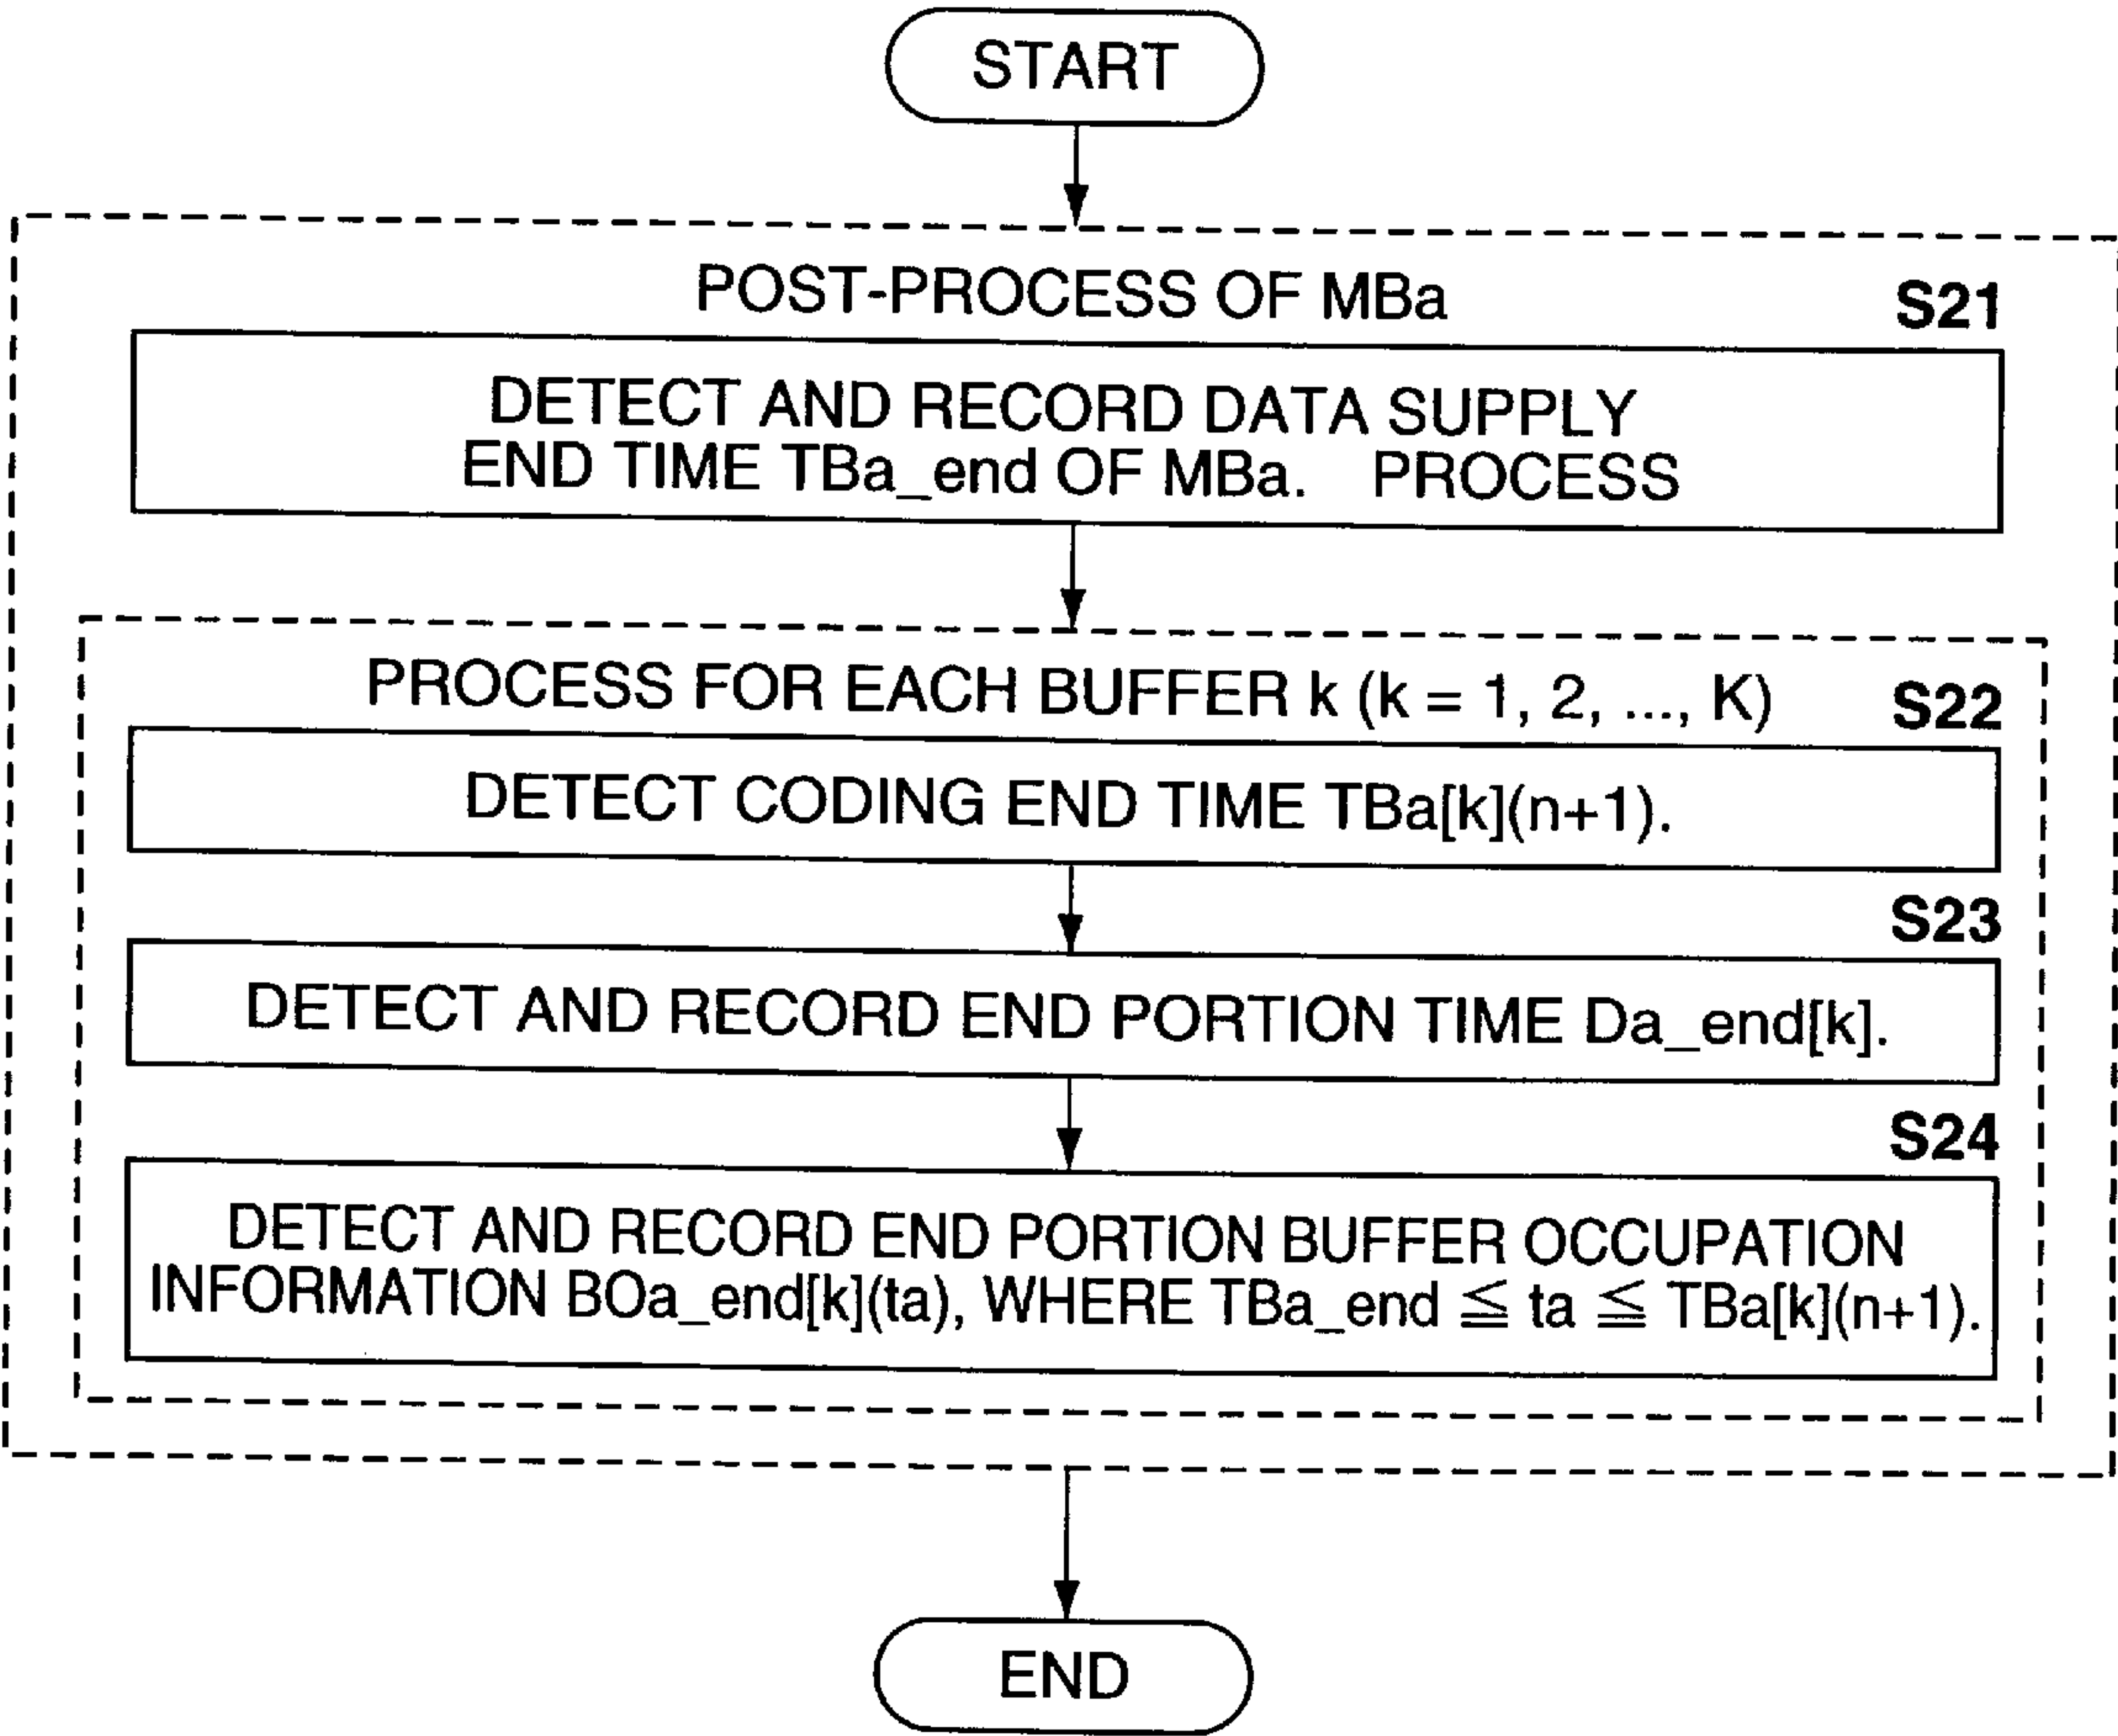 START
POST-PROCESS OF MBa
S21
DETECT AND RECORD DATA SUPPLY
END TIME TBa_end OF MBa. PROCESS
PROCESS FOR EACH BUFFER k (k = 1, 2, ..., K)
S22
DETECT CODING END TIME TBa[k](n+1).
S23
DETECT AND RECORD END PORTION TIME Da_end[k].
S24
DETECT AND RECORD END PORTION BUFFER OCCUPATION
INFORMATION BOa_end[k](ta), WHERE TBa_end ≦ ta ≦ TBa[k](n+1).
END